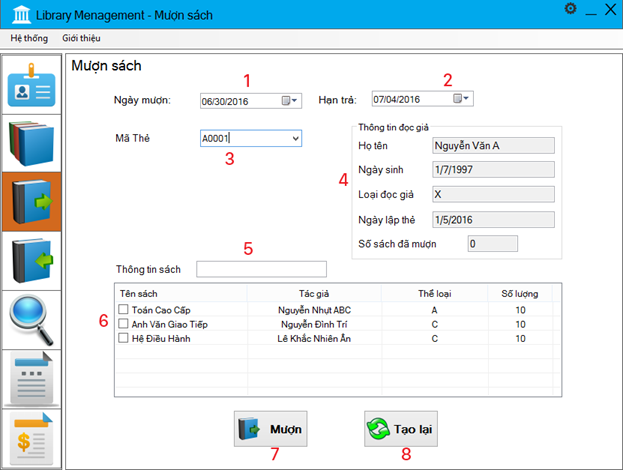 Library Menagement - Mượn sách
Hệ thống Giới thiệu
Mượn sách
1 2
Ngày mượn: 06/30/2016 Hạn trả: 07/04/2016
Mã Thẻ A0001
3
Thông tin đọc giả
Họ tên Nguyễn Văn A
Ngày sinh 1/7/1997
4
Loại đọc giả X
Ngày lập thẻ 1/5/2016
Số sách đã mượn 0
5
Thông tin sách
Tên sách Tác giả Thể loại Số lượng
Toán Cao Cấp Nguyễn Nhựt ABC A 10
6
Anh Văn Giao Tiếp Nguyễn Đình Trí C 10
Hệ Điều Hành Lê Khắc Nhiên Ân C 10
Mượn Tạo lại
7 8